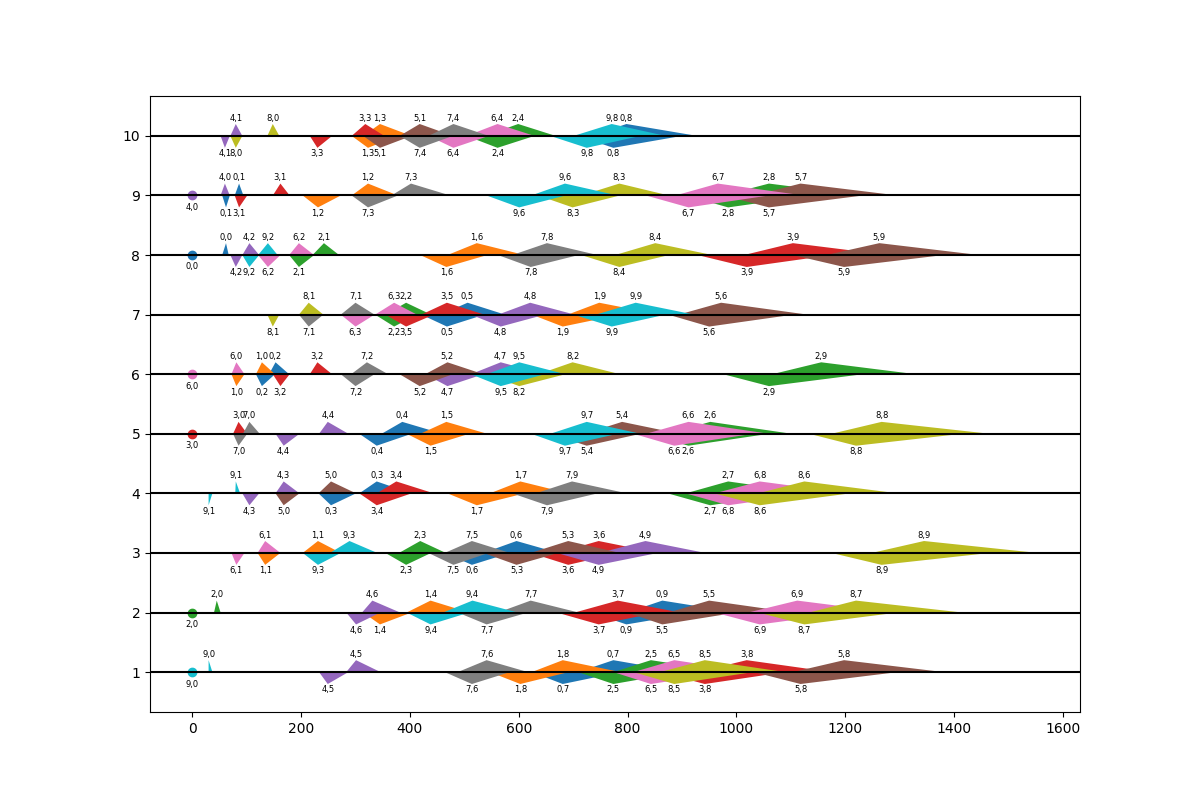 4,1 8,0 3,3 1,3 5,1 7,4 6,4 2,4 9,8 0,8
10
4,1 8,0 3,3 1,3 5,1 7,4 6,4 2,4 9,8 0,8
4,0 0,1 3,1 1,2 7,3 9,6 8,3 6,7 2,8 5,7
9
4,0 0,1 3,1 1,2 7,3 9,6 8,3 6,7 2,8 5,7
0,0 4,2 9,2 6,2 2,1 1,6 7,8 8,4 3,9 5,9
8
0,0 4,2 9,2 6,2 2,1 1,6 7,8 8,4 3,9 5,9
8,1 7,1 6,3 2,2 3,5 0,5 4,8 1,9 9,9 5,6
7
8,1 7,1 6,3 2,2 3,5 0,5 4,8 1,9 9,9 5,6
6,0 1,0 0,2 3,2 7,2 5,2 4,7 9,5 8,2 2,9
6
6,0 1,0 0,2 3,2 7,2 5,2 4,7 9,5 8,2 2,9
3,0 7,0 4,4 0,4 1,5 9,7 5,4 6,6 2,6 8,8
5
3,0 7,0 4,4 0,4 1,5 9,7 5,4 6,6 2,6 8,8
9,1 4,3 5,0 0,3 3,4 1,7 7,9 2,7 6,8 8,6
4
9,1 4,3 5,0 0,3 3,4 1,7 7,9 2,7 6,8 8,6
6,1 1,1 9,3 2,3 7,5 0,6 5,3 3,6 4,9 8,9
3
6,1 1,1 9,3 2,3 7,5 0,6 5,3 3,6 4,9 8,9
2,0 4,6 1,4 9,4 7,7 3,7 0,9 5,5 6,9 8,7
2
2,0 4,6 1,4 9,4 7,7 3,7 0,9 5,5 6,9 8,7
9,0 4,5 7,6 1,8 0,7 2,5 6,5 8,5 3,8 5,8
1
9,0 4,5 7,6 1,8 0,7 2,5 6,5 8,5 3,8 5,8
0 200 400 600 800 1000 1200 1400 1600